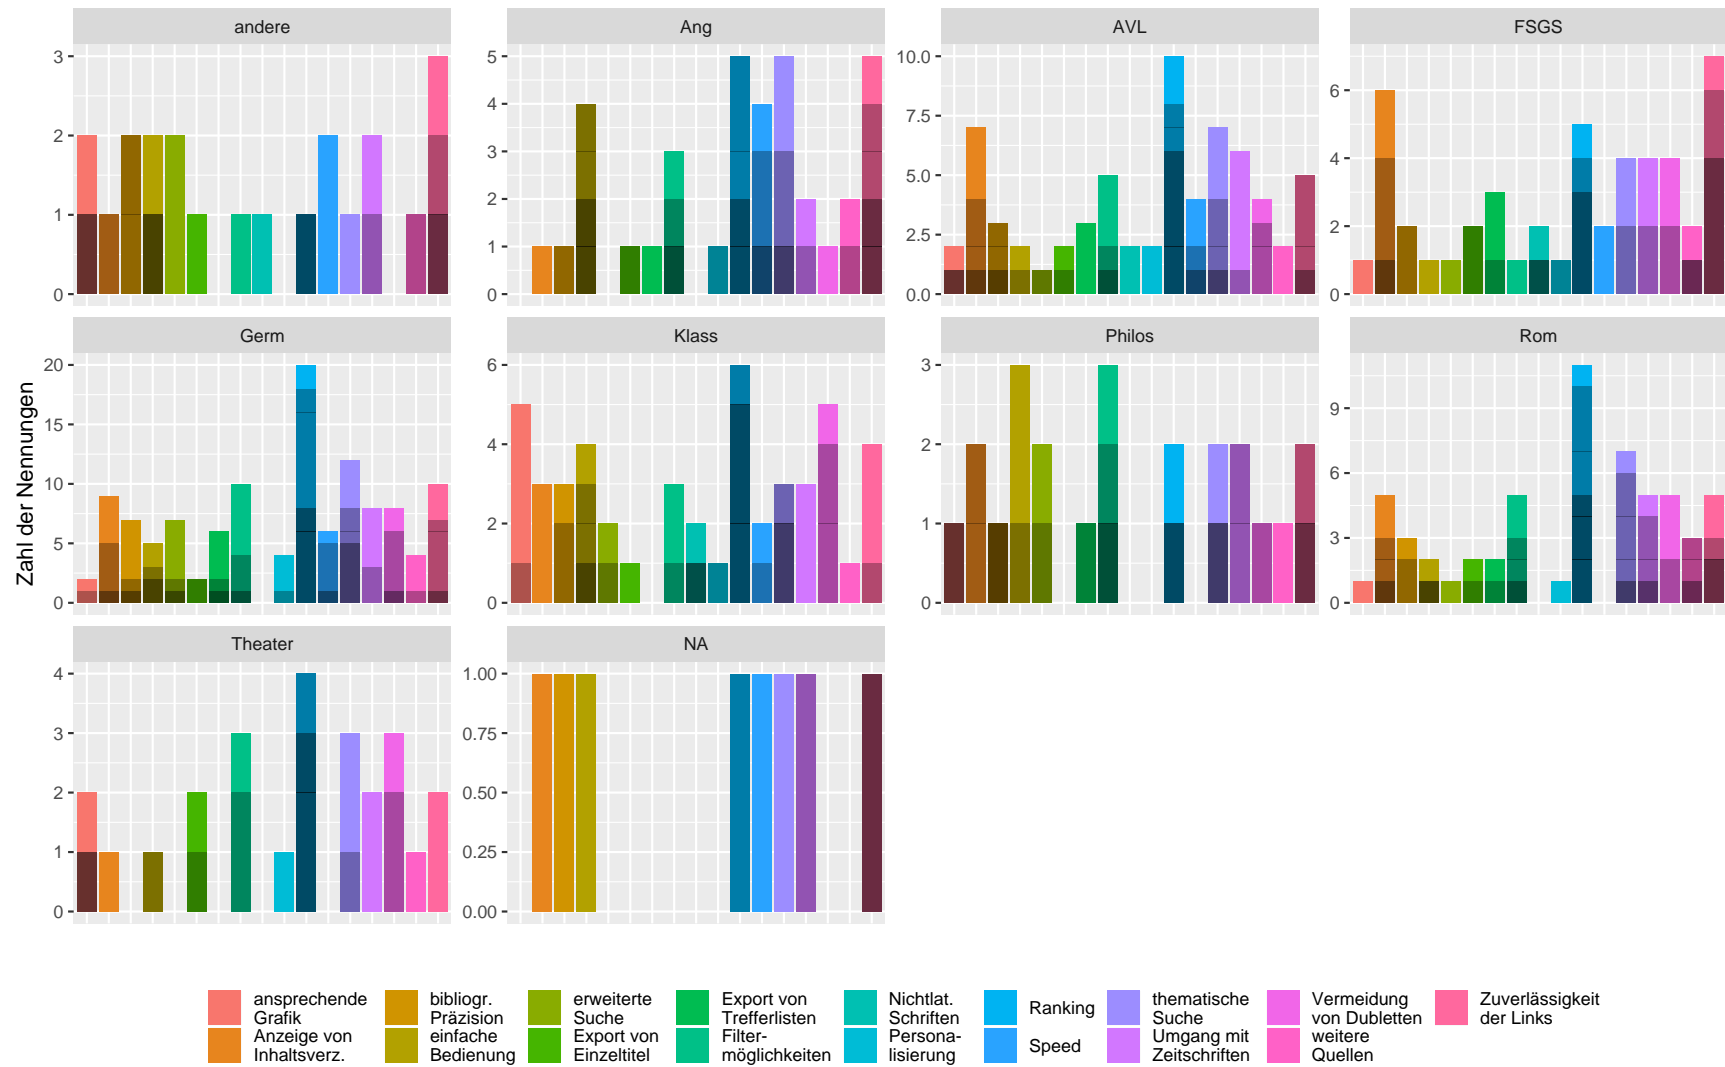 andere
Ang
AVL
FSGS
3
2
1
0
5
4
3
2
1
0
10.0
7.5
5.0
2.5
0.0
6
4
2
0
Germ
Klass
Philos
Rom
Zahl der Nennungen
20
15
10
5
0
6
4
2
0
3
2
1
0
9
6
3
0
Theater
NA
4
3
2
1
0
1.00
0.75
0.50
0.25
0.00
ansprechende
Grafik
Anzeige von
Inhaltsverz.
bibliogr.
Präzision
einfache
Bedienung
erweiterte
Suche
Export von
Einzeltitel
Export von
Trefferlisten
Filter-
möglichkeiten
Nichtlat.
Schriften
Persona-
lisierung
Ranking
Speed
thematische
Suche
Umgang mit
Zeitschriften
Vermeidung
von Dubletten
weitere
Quellen
Zuverlässigkeit
der Links